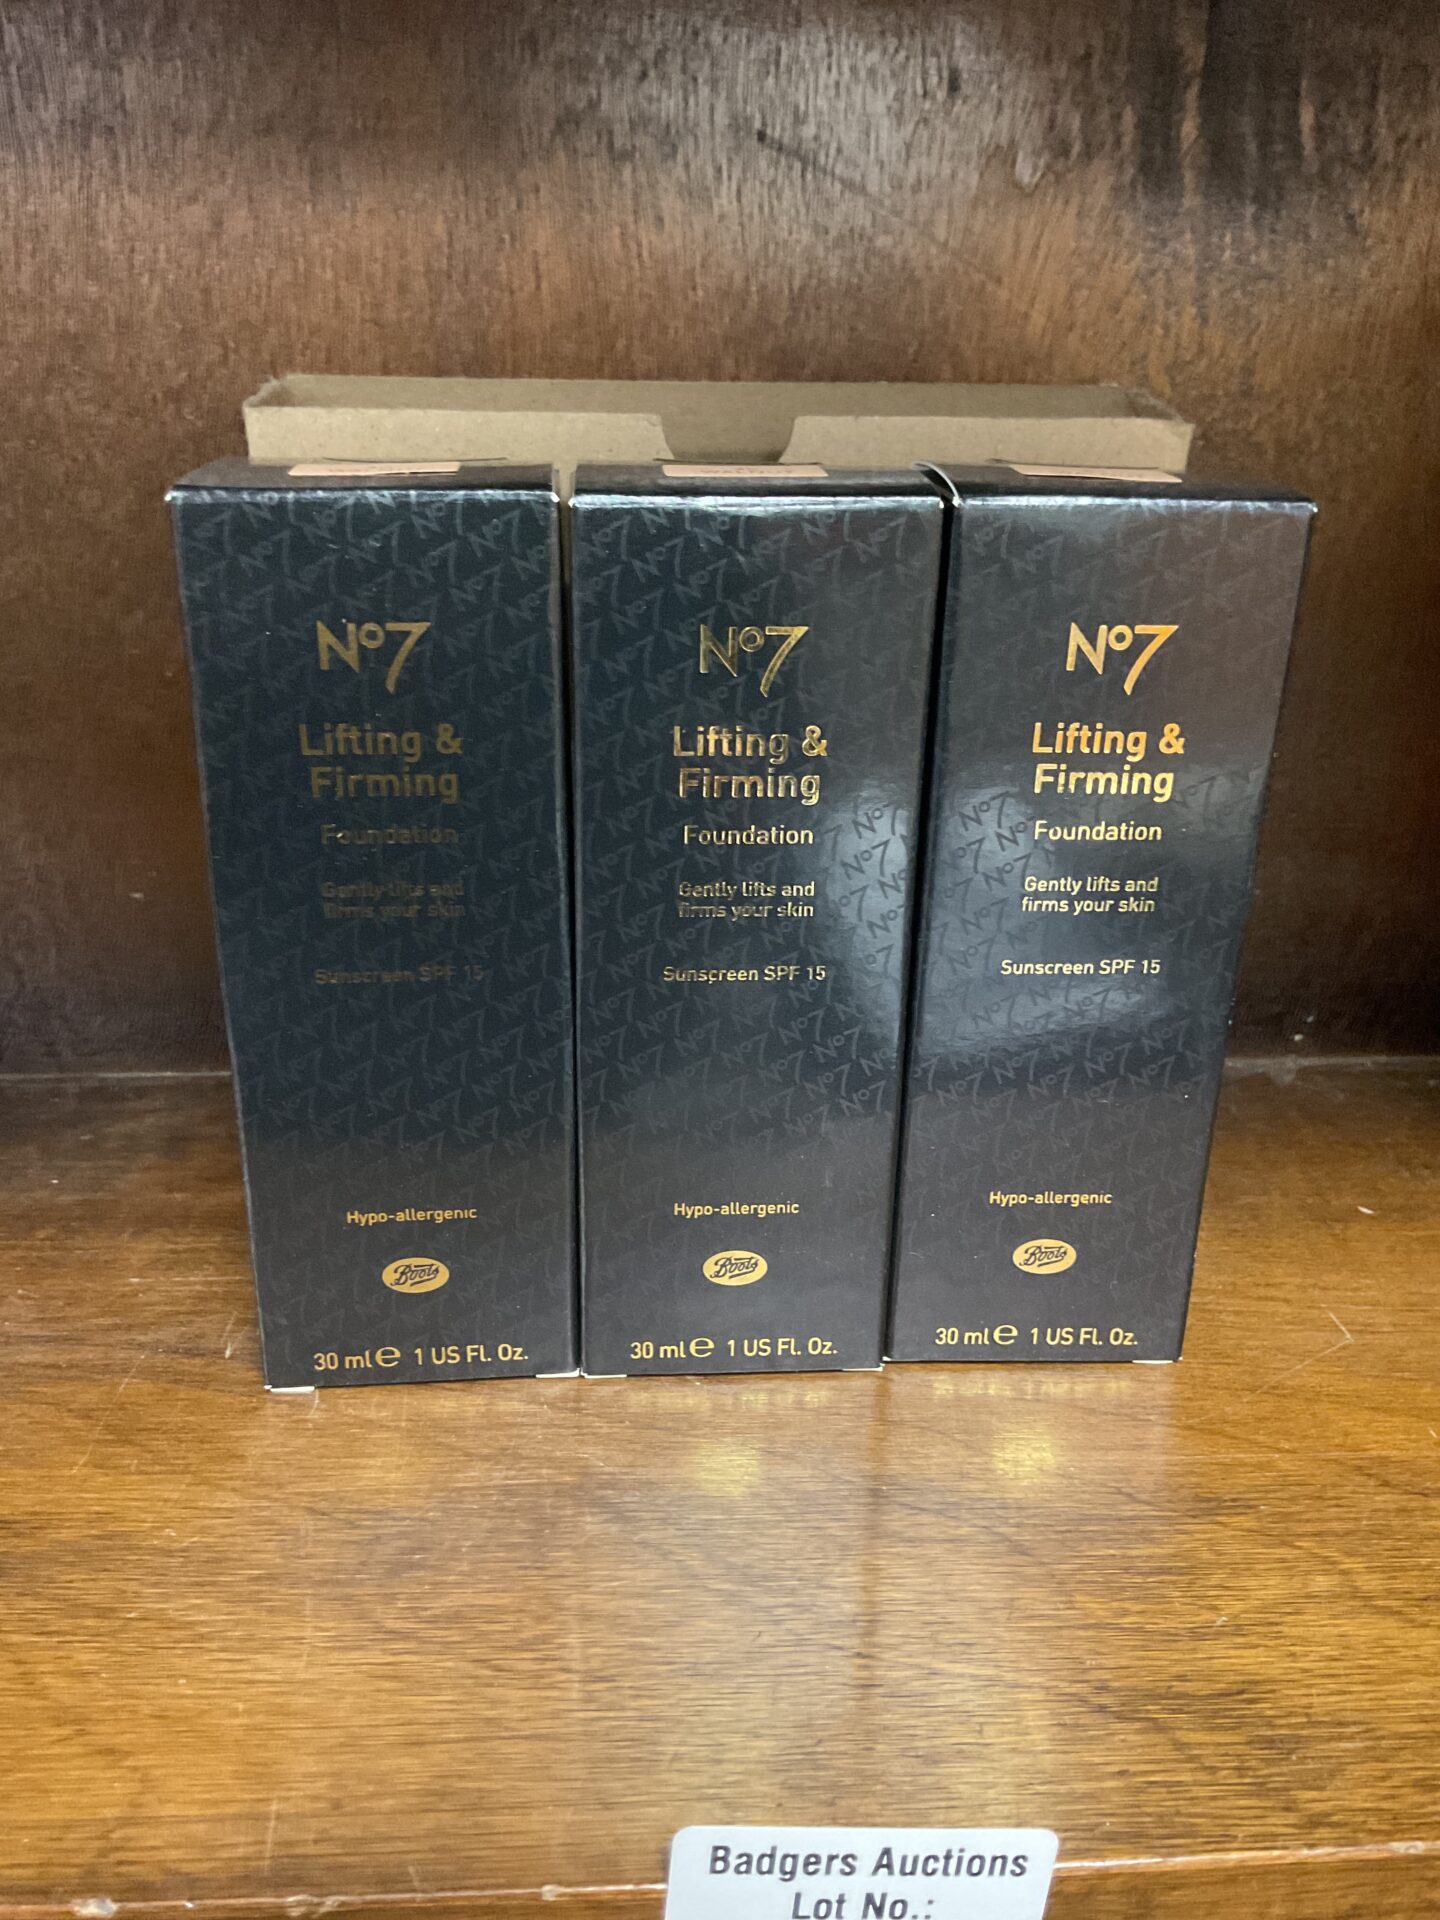 No7
Lifting &
Firming
Foundation
Gently lifts and
firms your skin
Sunscreen SPF 15
Hypo-allergenic
Boots
30 ml ℮ 1 US Fl. Oz.
No7
Lifting &
Firming
Foundation
Gently lifts and
firms your skin
Sunscreen SPF 15
Hypo-allergenic
Boots
30 ml ℮ 1 US Fl. Oz.
No7
Lifting &
Firming
Foundation
Gently lifts and
firms your skin
Sunscreen SPF 15
Hypo-allergenic
Boots
30 ml ℮ 1 US Fl. Oz.
Badgers Auctions
Lot No.: